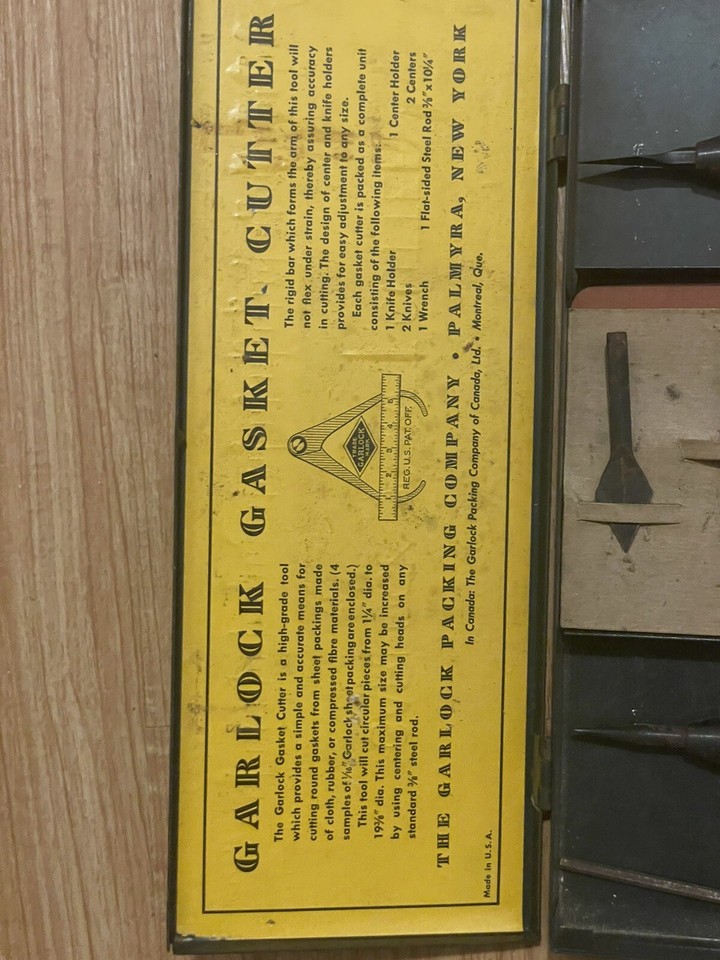 GARLOCK GASKET CUTTER
The Garlock Gasket Cutter is a high-grade tool
which provides a simple and accurate means for
cutting round gaskets from sheet packings made
of cloth, rubber, or compressed fibre materials. (4
samples of 1/16" Garlock sheet packing are enclosed.)
This tool will cut circular pieces from 1¼" dia. to
19⅜" dia. This maximum size may be increased
by using centering and cutting heads on any
standard ⅜" steel rod.
TRADE
GARLOCK
MARK
1 2 3 4 5
REG. U.S. PAT. OFF.
The rigid bar which forms the arm of this tool will
not flex under strain, thereby assuring accuracy
in cutting. The design of center and knife holders
provides for easy adjustment to any size.
Each gasket cutter is packed as a complete unit
consisting of the following items:
1 Knife Holder 1 Center Holder
2 Knives 2 Centers
1 Wrench 1 Flat-sided Steel Rod ⅜" x 10¼"
THE GARLOCK PACKING COMPANY • PALMYRA, NEW YORK
In Canada: The Garlock Packing Company of Canada, Ltd. • Montreal, Que.
Made in U.S.A.